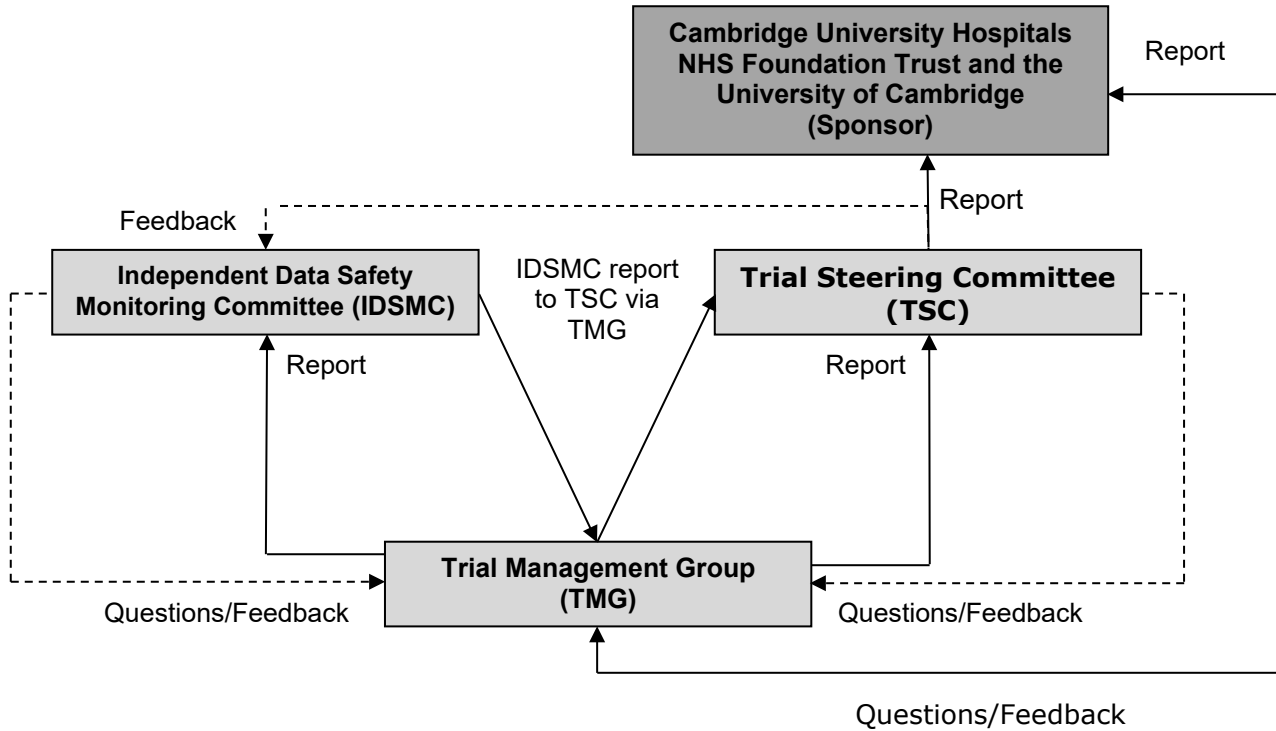 Cambridge University Hospitals
NHS Foundation Trust and the
University of Cambridge
(Sponsor)
Report
Report
Feedback
Independent Data Safety
Monitoring Committee (IDSMC)
IDSMC report
to TSC via
TMG
Trial Steering Committee
(TSC)
Report
Report
Trial Management Group
(TMG)
Questions/Feedback
Questions/Feedback
Questions/Feedback